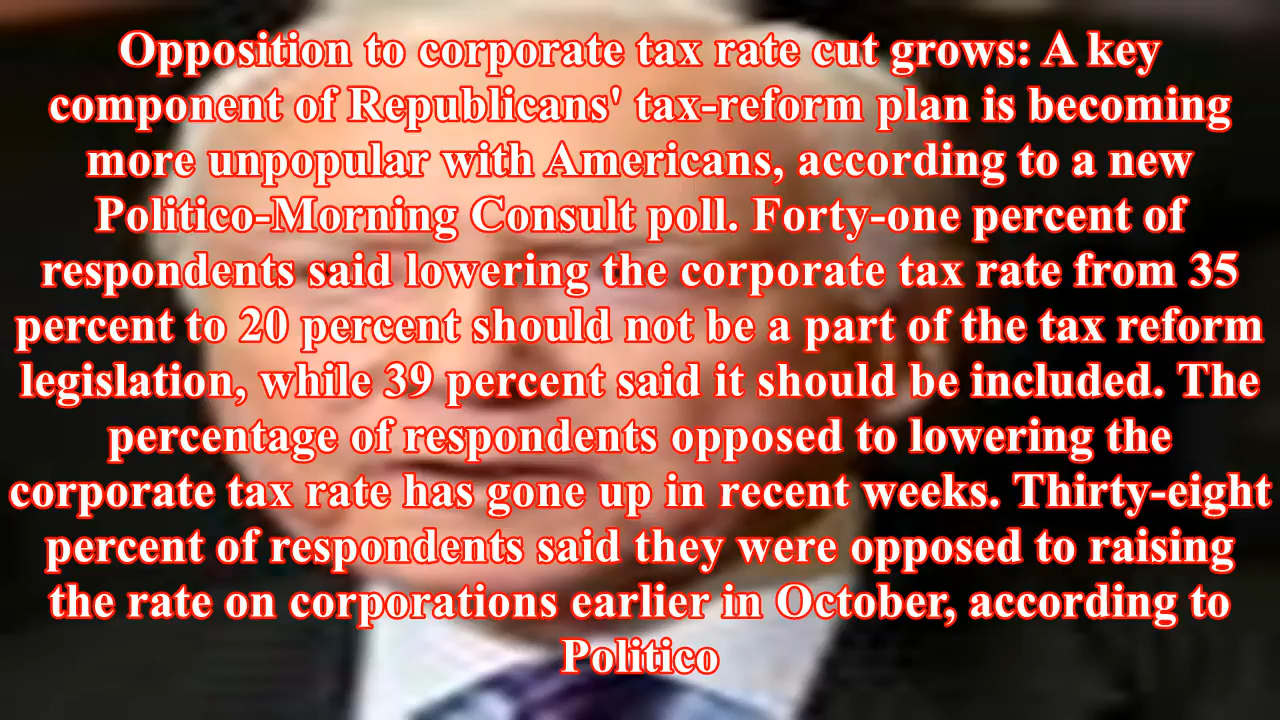 Opposition to corporate tax rate cut grows: A key
component of Republicans' tax-reform plan is becoming
more unpopular with Americans, according to a new
Politico-Morning Consult poll. Forty-one percent of
respondents said lowering the corporate tax rate from 35
percent to 20 percent should not be a part of the tax reform
legislation, while 39 percent said it should be included. The
percentage of respondents opposed to lowering the
corporate tax rate has gone up in recent weeks. Thirty-eight
percent of respondents said they were opposed to raising
the rate on corporations earlier in October, according to
Politico